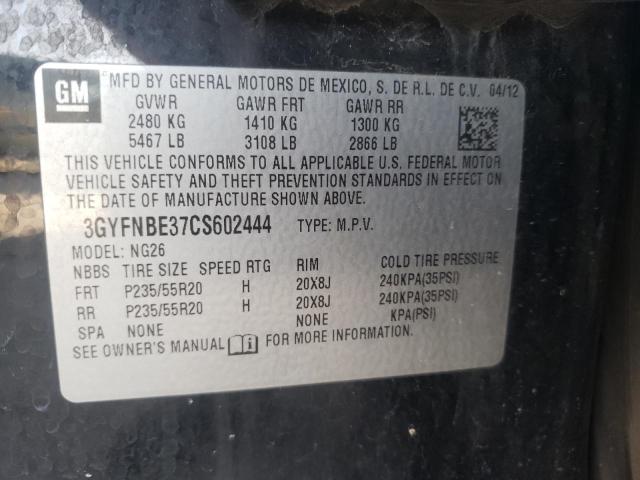 GM
MFD BY GENERAL MOTORS DE MEXICO, S. DE R.L. DE C.V. 04/12
GVWR GAWR FRT GAWR RR
2480 KG 1410 KG 1300 KG
5467 LB 3108 LB 2866 LB
THIS VEHICLE CONFORMS TO ALL APPLICABLE U.S. FEDERAL MOTOR
VEHICLE SAFETY AND THEFT PREVENTION STANDARDS IN EFFECT ON
THE DATE OF MANUFACTURE SHOWN ABOVE.
3GYFNBE37CS602444 TYPE: M.P.V.
MODEL: NG26
NBBS TIRE SIZE SPEED RTG RIM COLD TIRE PRESSURE
FRT P235/55R20 H 20X8J 240KPA(35PSI)
RR P235/55R20 H 20X8J 240KPA(35PSI)
SPA NONE NONE KPA(PSI)
SEE OWNER'S MANUAL FOR MORE INFORMATION.